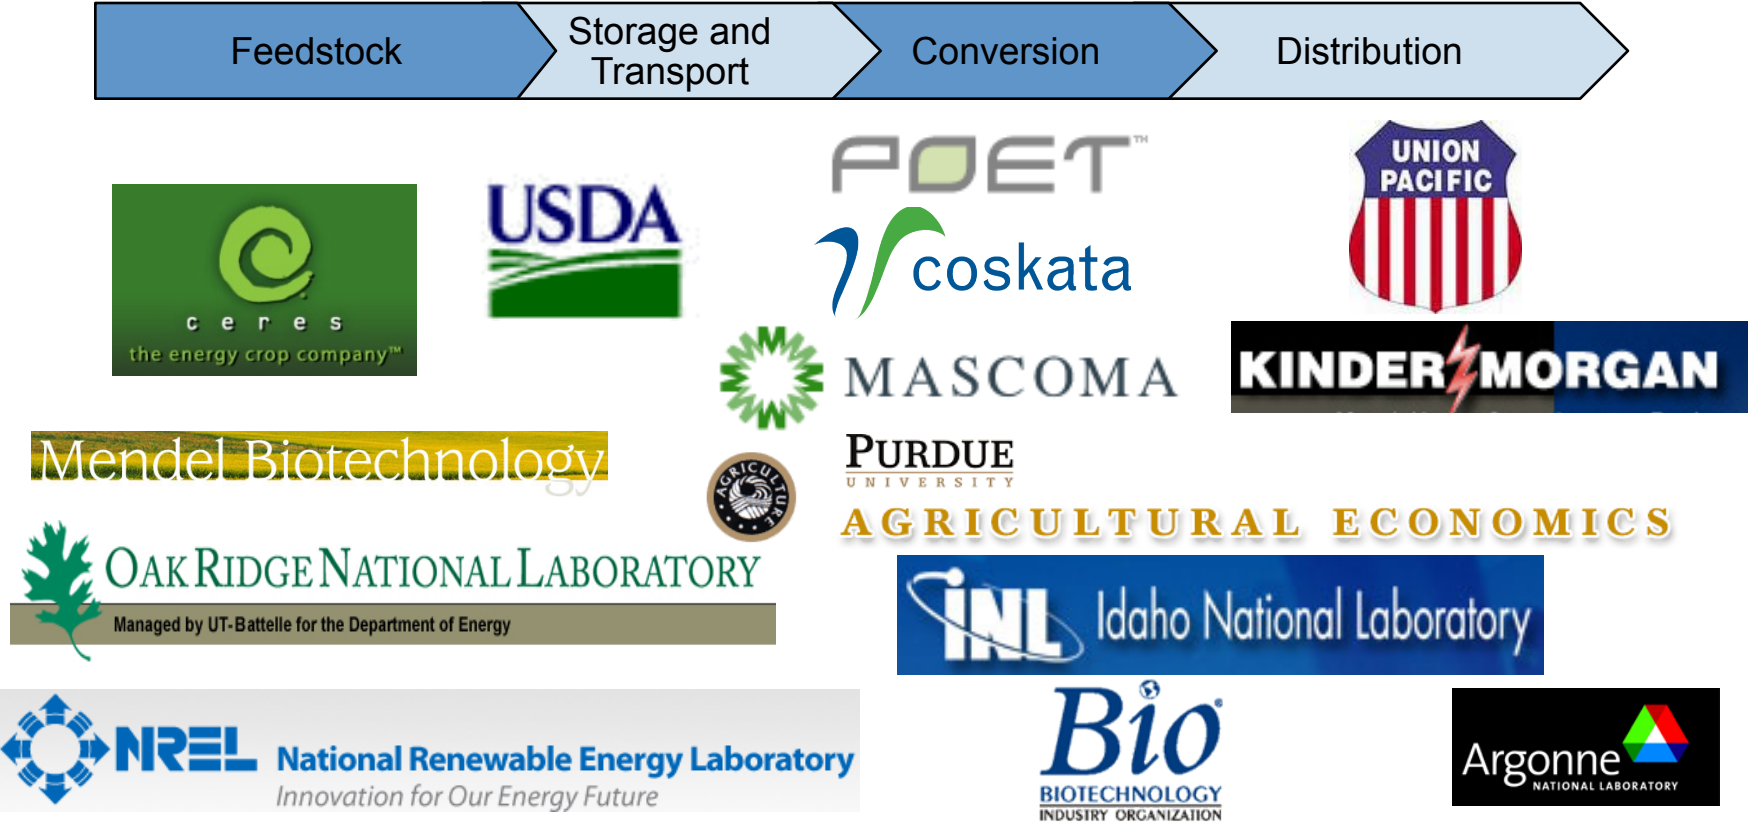 Feedstock
Storage and
Transport
Conversion
Distribution
POET™
UNION
PACIFIC
USDA
ceres
the energy crop company™
coskata
MASCOMA
KINDER MORGAN
Mendel Biotechnology
PURDUE
UNIVERSITY
AGRICULTURE
AGRICULTURAL ECONOMICS
OAK RIDGE NATIONAL LABORATORY
Managed by UT-Battelle for the Department of Energy
INL Idaho National Laboratory
NREL National Renewable Energy Laboratory
Innovation for Our Energy Future
Bio®
BIOTECHNOLOGY
INDUSTRY ORGANIZATION
Argonne
NATIONAL LABORATORY